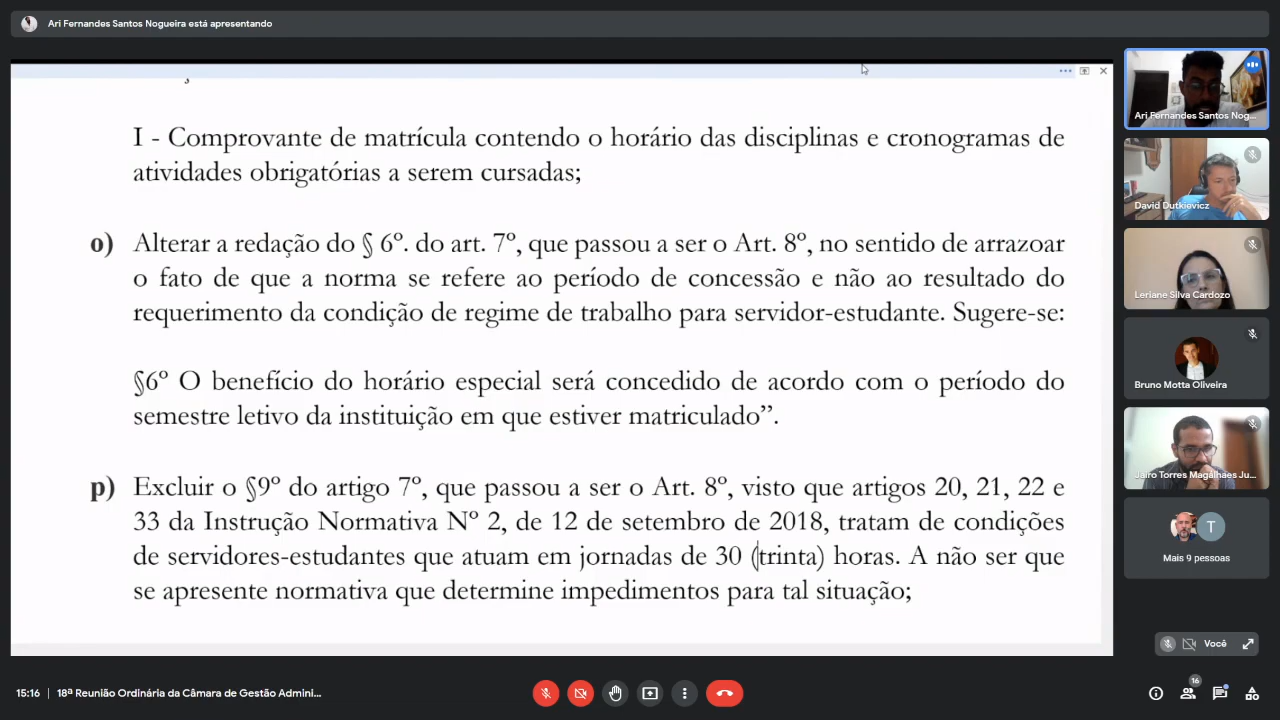 Ari Fernandes Santos Nogueira está apresentando
I - Comprovante de matrícula contendo o horário das disciplinas e cronogramas de
atividades obrigatórias a serem cursadas;
o) Alterar a redação do § 6º. do art. 7º, que passou a ser o Art. 8º, no sentido de arrazoar
o fato de que a norma se refere ao período de concessão e não ao resultado do
requerimento da condição de regime de trabalho para servidor-estudante. Sugere-se:
§6º O benefício do horário especial será concedido de acordo com o período do
semestre letivo da instituição em que estiver matriculado”.
p) Excluir o §9º do artigo 7º, que passou a ser o Art. 8º, visto que artigos 20, 21, 22 e
33 da Instrução Normativa Nº 2, de 12 de setembro de 2018, tratam de condições
de servidores-estudantes que atuam em jornadas de 30 (trinta) horas. A não ser que
se apresente normativa que determine impedimentos para tal situação;
Ari Fernandes Santos Nog...
David Dutkievicz
Leriane Silva Cardozo
Bruno Motta Oliveira
Jairo Torres Magalhaes Ju...
T
Mais 9 pessoas
Você
15:16 | 18ª Reunião Ordinária da Câmara de Gestão Admini...
16